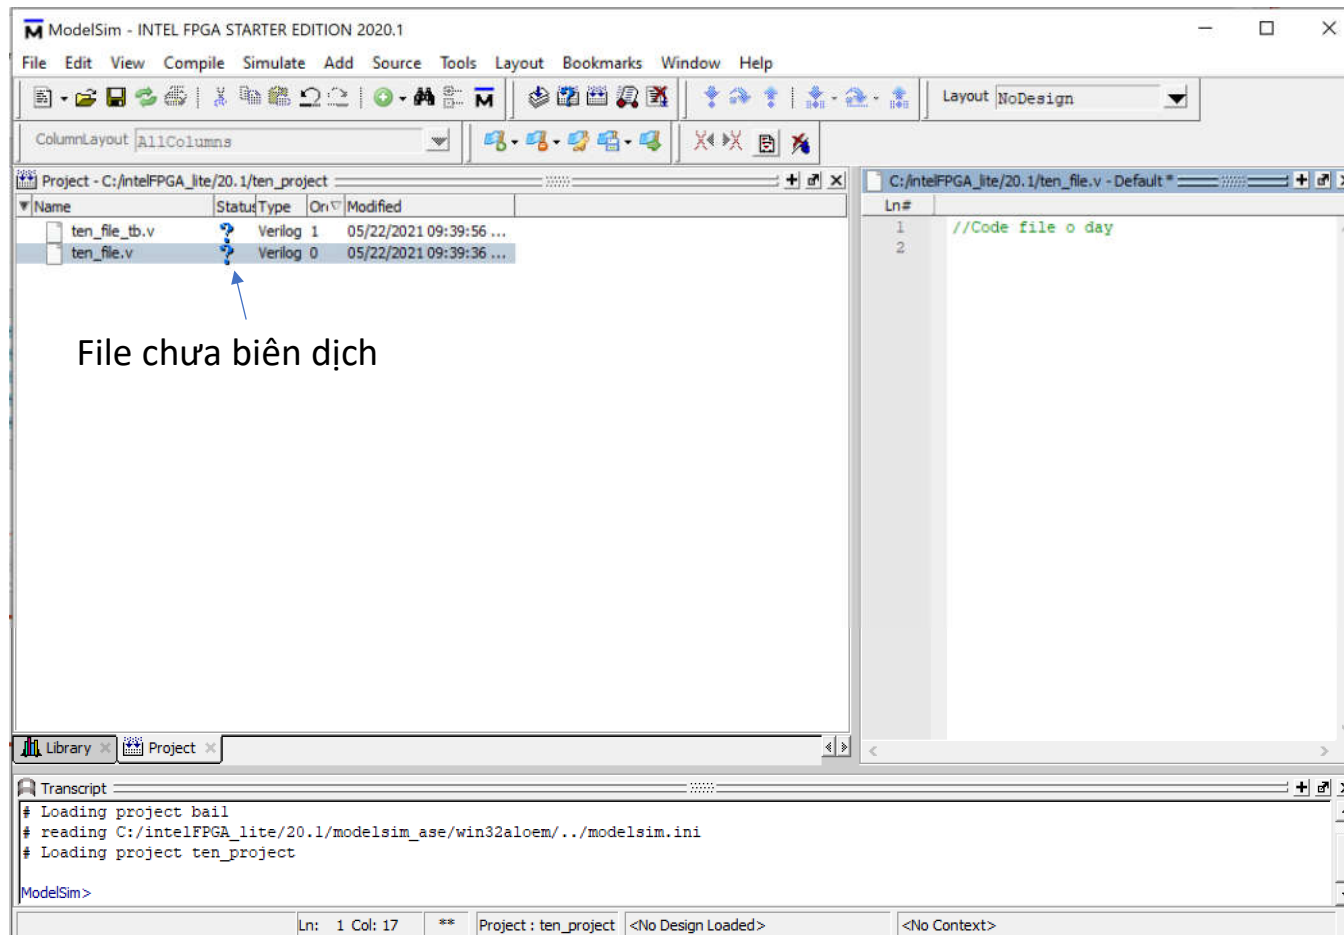 ModelSim - INTEL FPGA STARTER EDITION 2020.1
File Edit View Compile Simulate Add Source Tools Layout Bookmarks Window Help
Layout NoDesign
ColumnLayout AllColumns
Project - C:/intelFPGA_lite/20.1/ten_project
C:/intelFPGA_lite/20.1/ten_file.v - Default *
Name Status Type Or Modified
Ln#
ten_file_tb.v ? Verilog 1 05/22/2021 09:39:56 ...
ten_file.v ? Verilog 0 05/22/2021 09:39:36 ...
1 //Code file o day
2
File chưa biên dịch
Library Project
Transcript
# Loading project bai1
# reading C:/intelFPGA_lite/20.1/modelsim_ase/win32aloem/../modelsim.ini
# Loading project ten_project
ModelSim>
Ln: 1 Col: 17 ** Project : ten_project <No Design Loaded> <No Context>